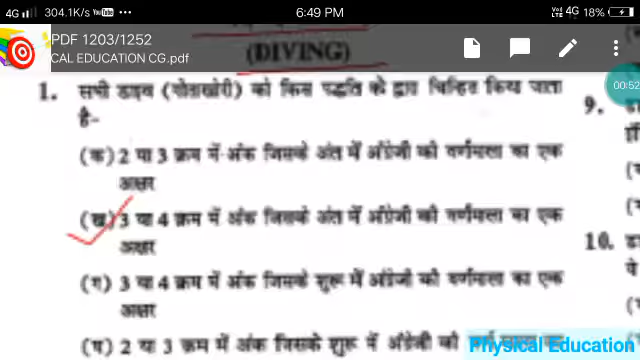 4G 304.1K/s YouTube ••• 6:49 PM VoLTE 4G 18%
PDF 1203/1252
CAL EDUCATION CG.pdf
(DIVING)
00:52
1. सभी डाइव (गोताखोरी) को किस पद्धति के द्वारा चिन्हित किया जाता
है-
(क) 2 या 3 क्रम में अंक जिसके अंत में अंग्रेजी की वर्णमाला का एक
अक्षर
(ख) 3 या 4 क्रम में अंक जिसके अंत में अंग्रेजी की वर्णमाला का एक
अक्षर
(ग) 3 या 4 क्रम में अंक जिसके शुरू में अंग्रेजी की वर्णमाला का एक
अक्षर
(घ) 2 या 3 क्रम में अंक जिसके शुरू में अंग्रेजी की
9.
10.
Physical Education